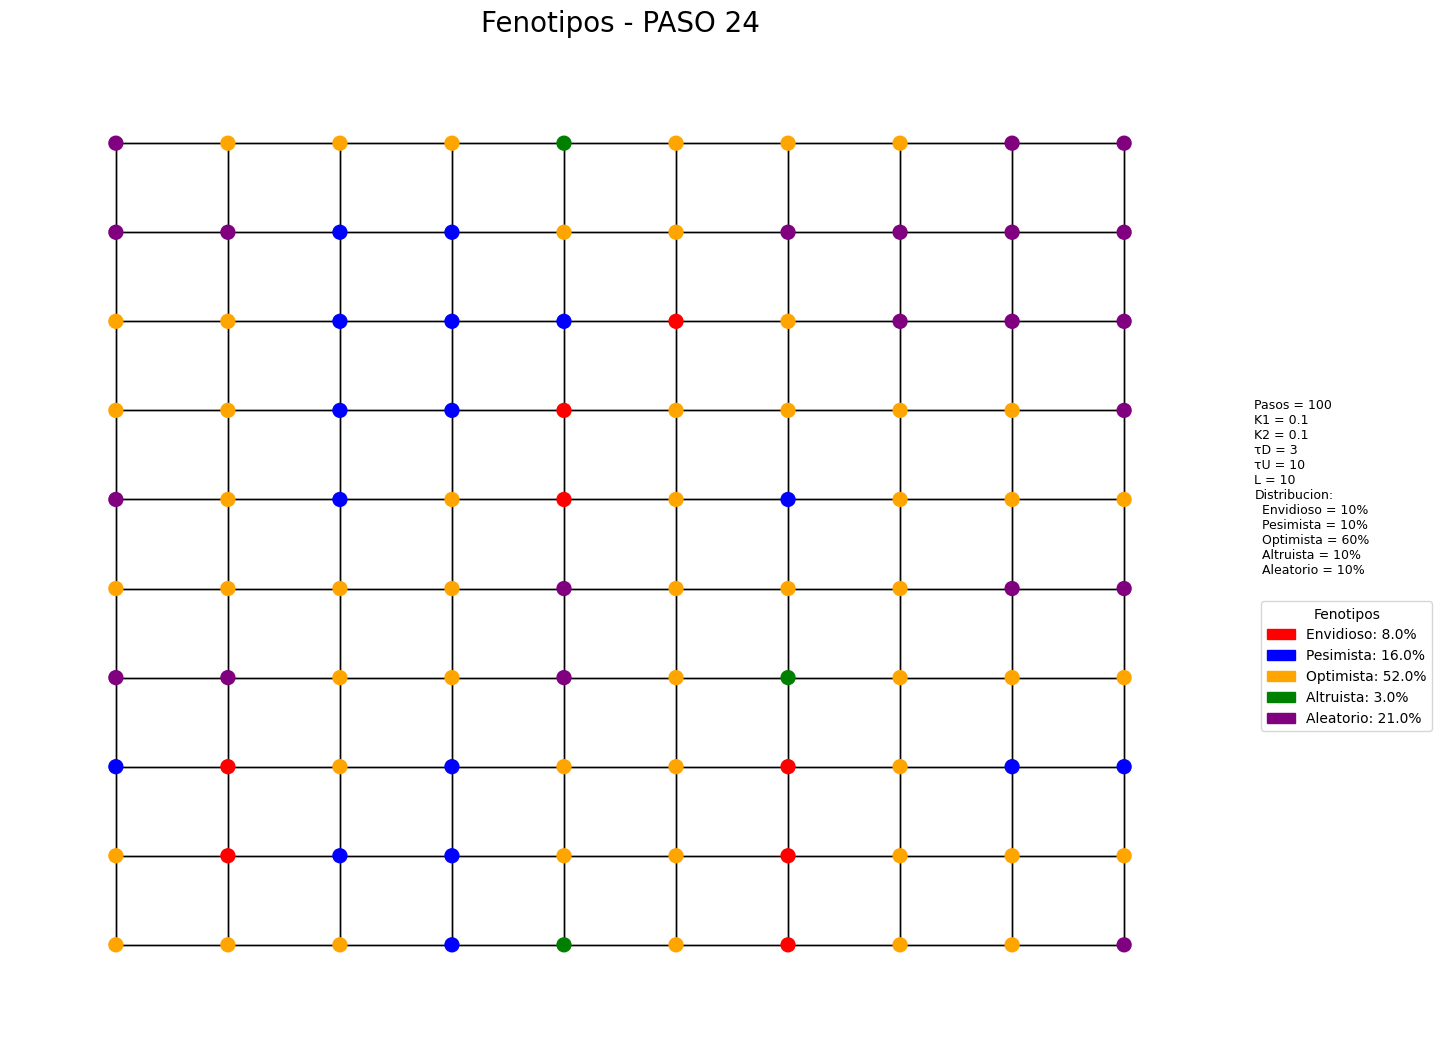 Fenotipos - PASO 24
Pasos = 100
K1 = 0.1
K2 = 0.1
τD = 3
τU = 10
L = 10
Distribucion:
Envidioso = 10%
Pesimista = 10%
Optimista = 60%
Altruista = 10%
Aleatorio = 10%
Fenotipos
Envidioso: 8.0%
Pesimista: 16.0%
Optimista: 52.0%
Altruista: 3.0%
Aleatorio: 21.0%